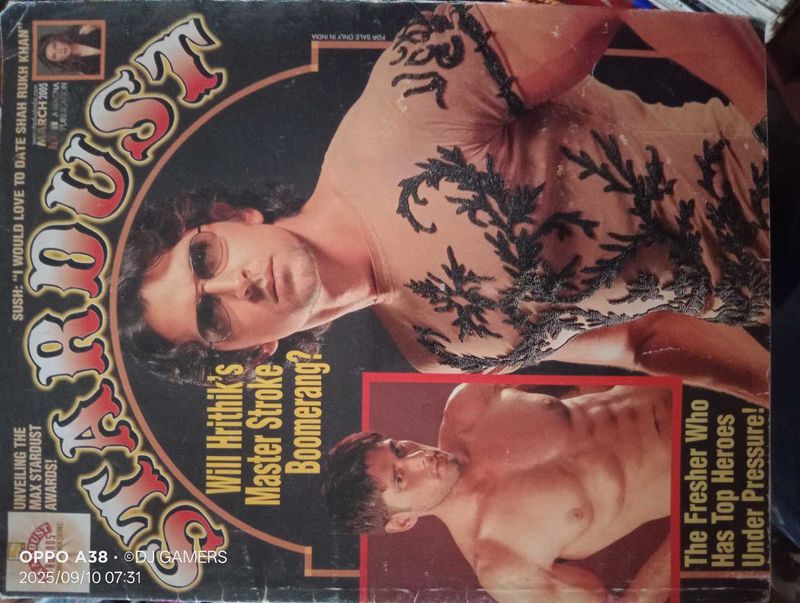 UNVEILING THE
MAX STARDUST
AWARDS!
SUSH: "I WOULD LOVE TO DATE SHAH RUKH KHAN"
STARDUST
MARCH 2005
A MAGNA
PUBLICATION
FOR SALE ONLY IN INDIA
Will Hrithik's
Master Stroke
Boomerang?
The Fresher Who
Has Top Heroes
Under Pressure!
OPPO A38 · ©DJ GAMERS
2025/09/10 07:31